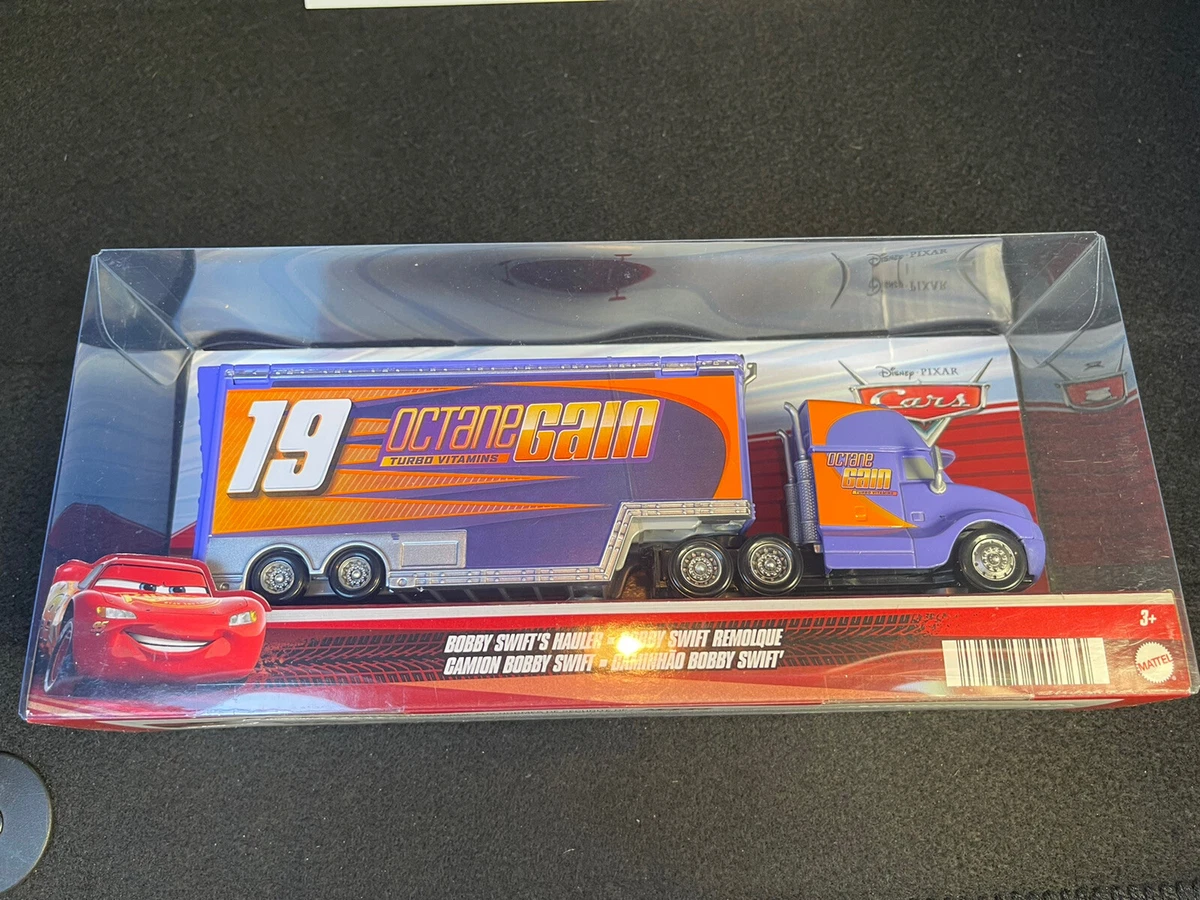 Disney PIXAR
Cars
19
OCTANE GAIN
TURBO VITAMINS
OCTANE
GAIN
BOBBY SWIFT'S HAULER BOBBY SWIFT REMOLQUE
CAMION BOBBY SWIFT • CAMINHÃO BOBBY SWIFT
3+
MATTEL